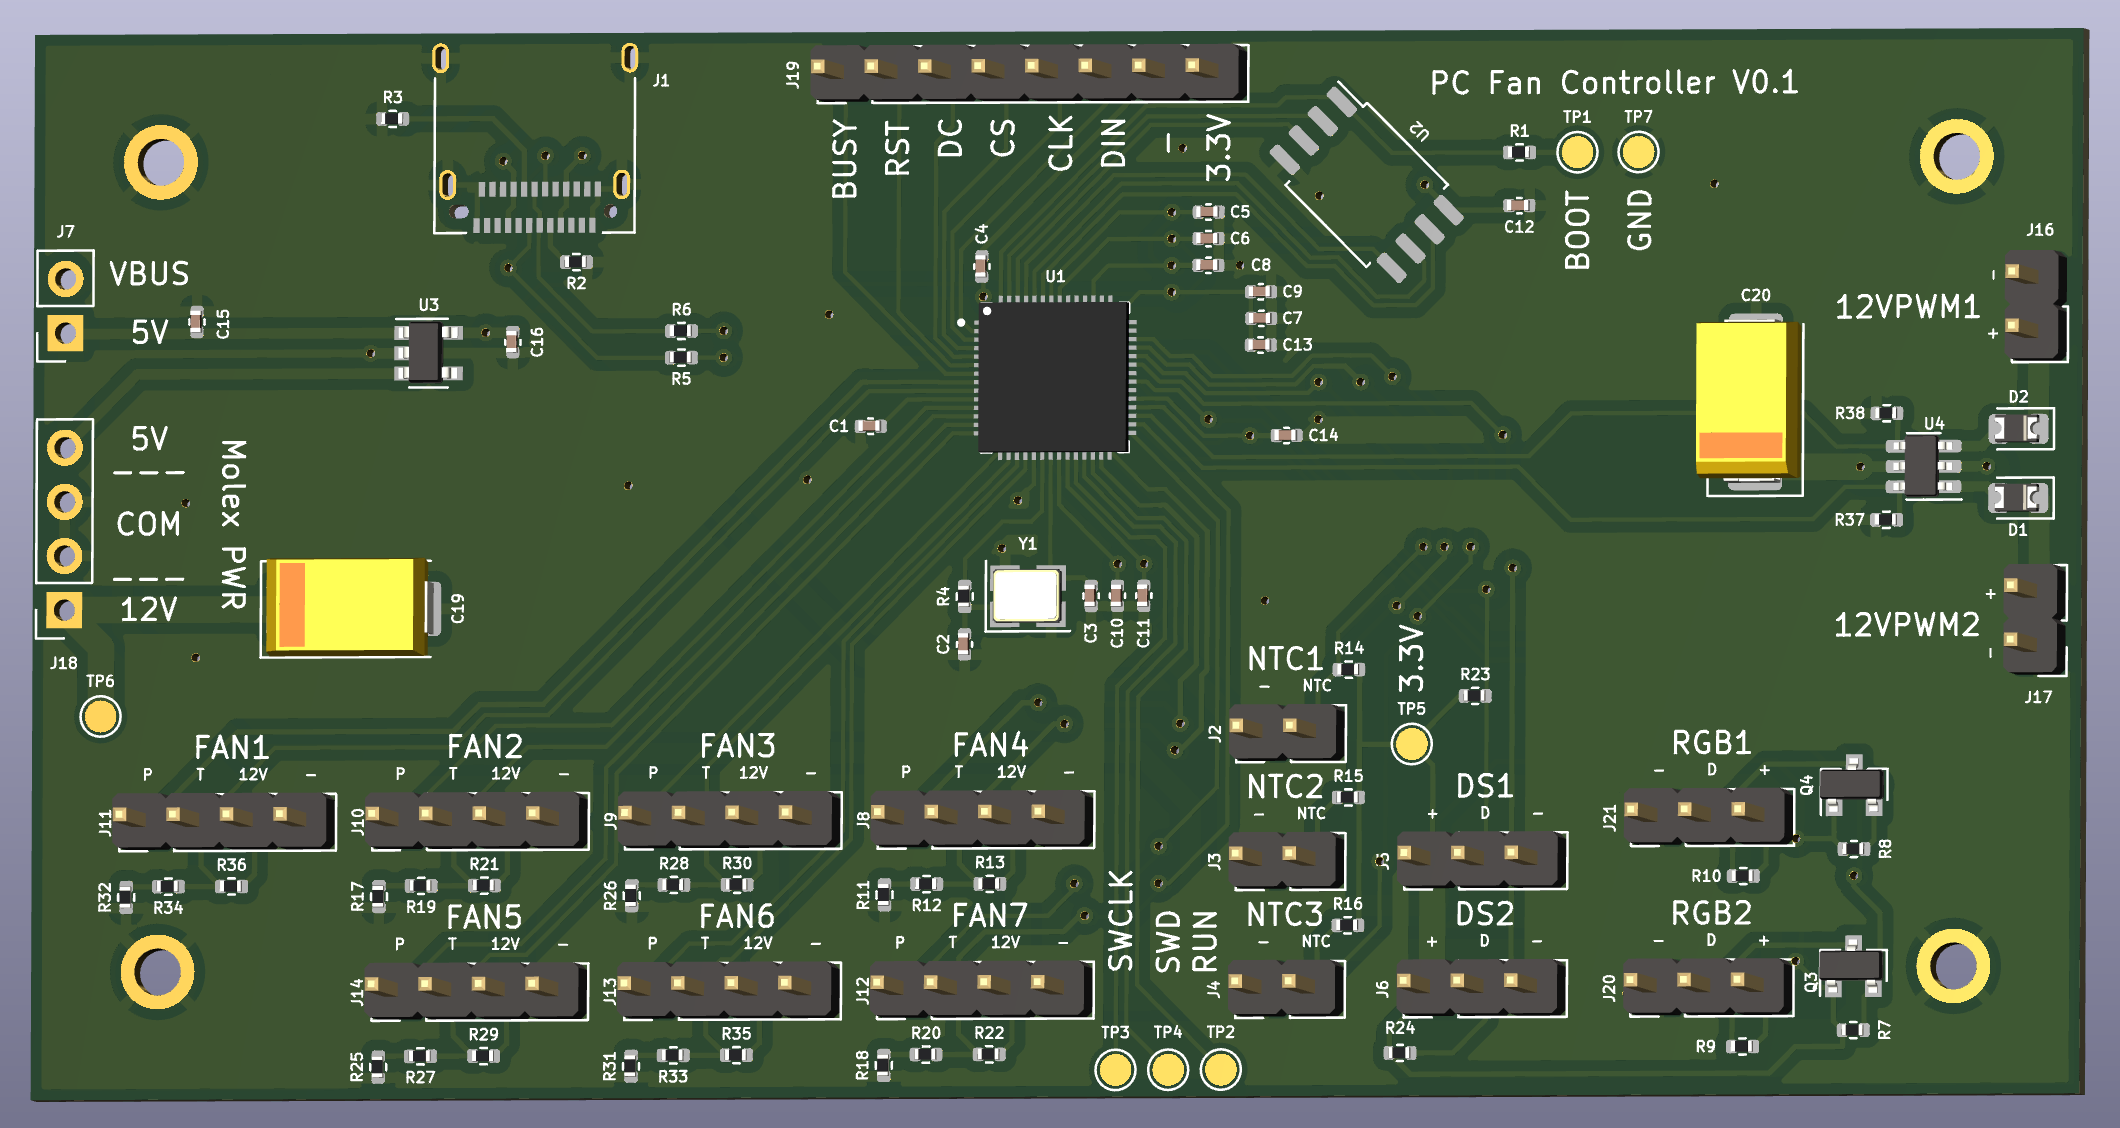 PC Fan Controller V0.1
J1
R3
J19
BUSY
RST
DC
CS
CLK
DIN
–
3.3V
U2
R1
TP1
TP7
BOOT
GND
C12
J7
VBUS
5V
C15
U3
C16
R2
R6
R5
C4
U1
C5
C6
C8
C9
C7
C13
C14
C1
C20
J16
-
12VPWM1
+
D2
R38
U4
R37
D1
+
12VPWM2
-
J17
5V
---
COM
---
12V
Molex PWR
J18
C19
TP6
Y1
R4
C2
C3
C10
C11
NTC1
- NTC
R14
J2
3.3V
TP5
R23
NTC2
- NTC
R15
J3
NTC3
- NTC
R16
J4
DS1
+ D -
J5
DS2
+ D -
J6
R24
RGB1
- D +
J21
Q4
R8
R10
RGB2
- D +
J20
Q3
R7
R9
FAN1
P T 12V -
J11
R36
R32
R34
FAN2
P T 12V -
J10
R21
R17
R19
FAN3
P T 12V -
J9
R28
R30
R26
FAN4
P T 12V -
J8
R13
R11
R12
FAN5
P T 12V -
J14
R29
R25
R27
FAN6
P T 12V -
J13
R35
R31
R33
FAN7
P T 12V -
J12
R20
R22
R18
SWCLK
SWD
RUN
TP3
TP4
TP2